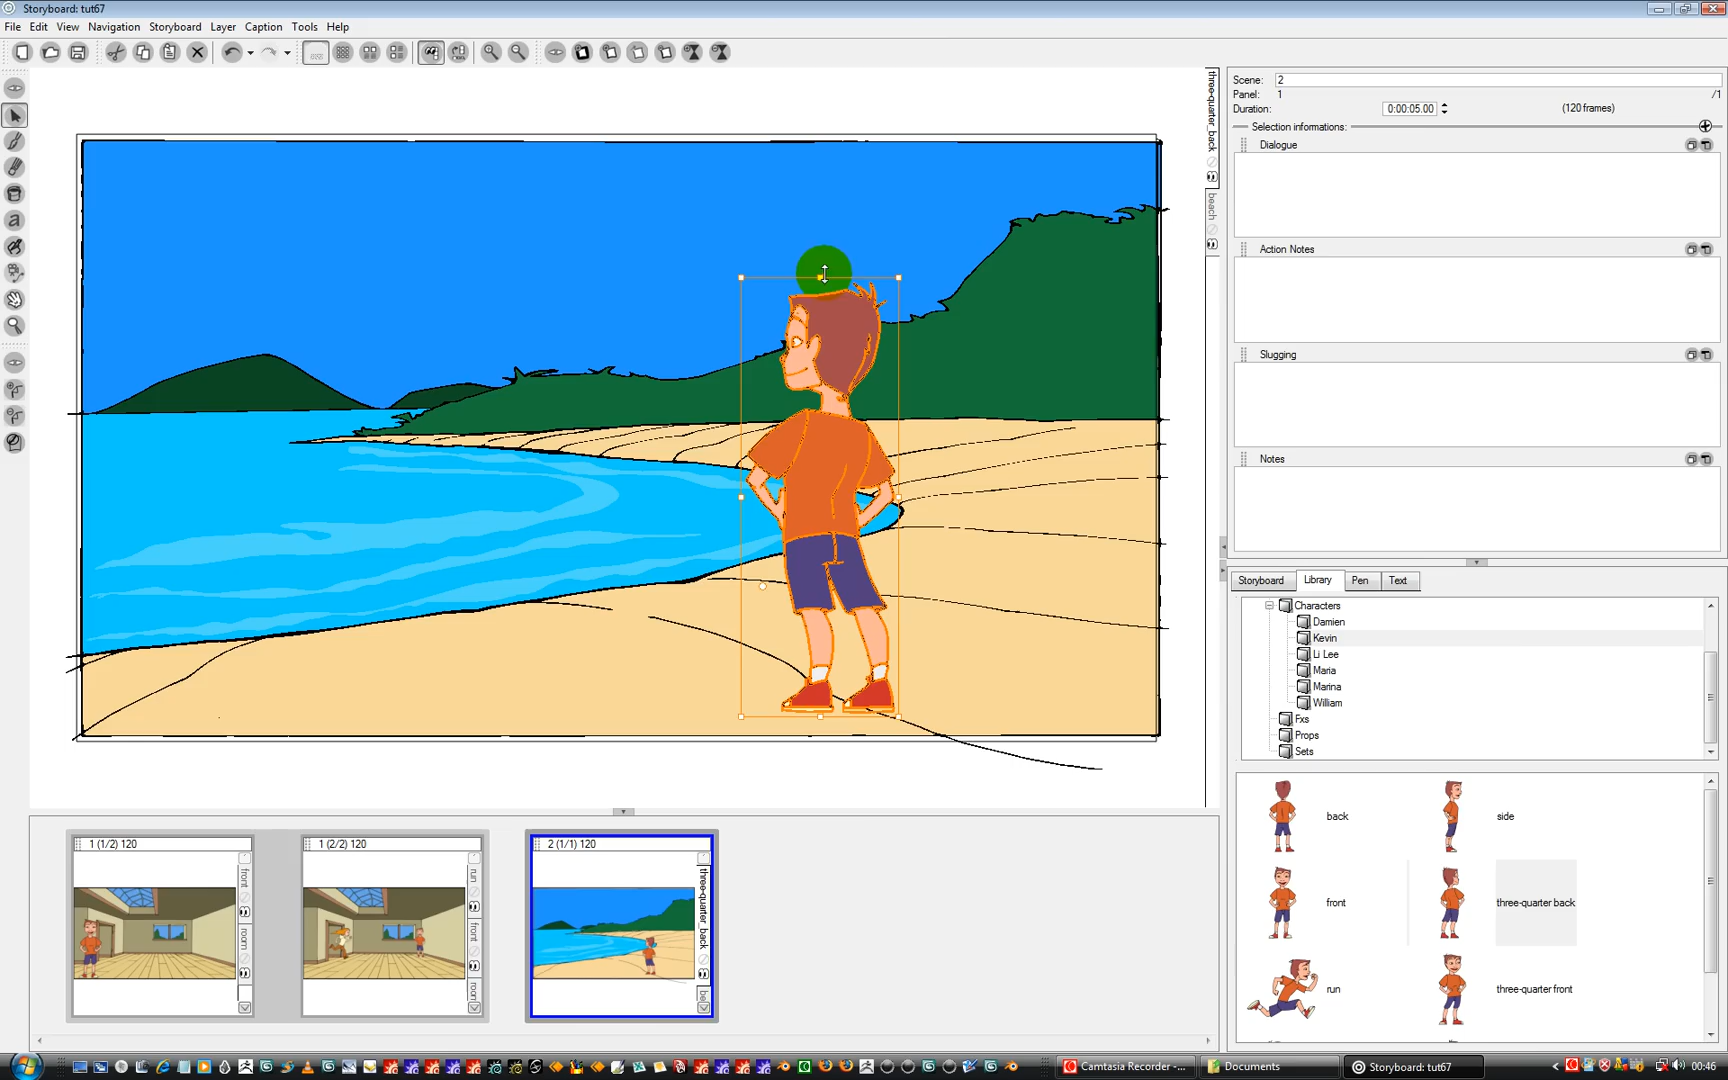 Storyboard: tut67
File Edit View Navigation Storyboard Layer Caption Tools Help
three-quarter_back
beach
Scene: 2
Panel: 1 /1
Duration: 0:00:05.00 (120 frames)
Selection informations:
Dialogue
Action Notes
Slugging
Notes
Storyboard Library Pen Text
Characters
Damien
Kevin
Li Lee
Maria
Marina
William
Fxs
Props
Sets
back side
front three-quarter back
run three-quarter front
1 (1/2) 120
front
room
1 (2/2) 120
run
front
room
2 (1/1) 120
three-quarter_back
be
Camtasia Recorder - ...
Documents
Storyboard: tut67
00:46